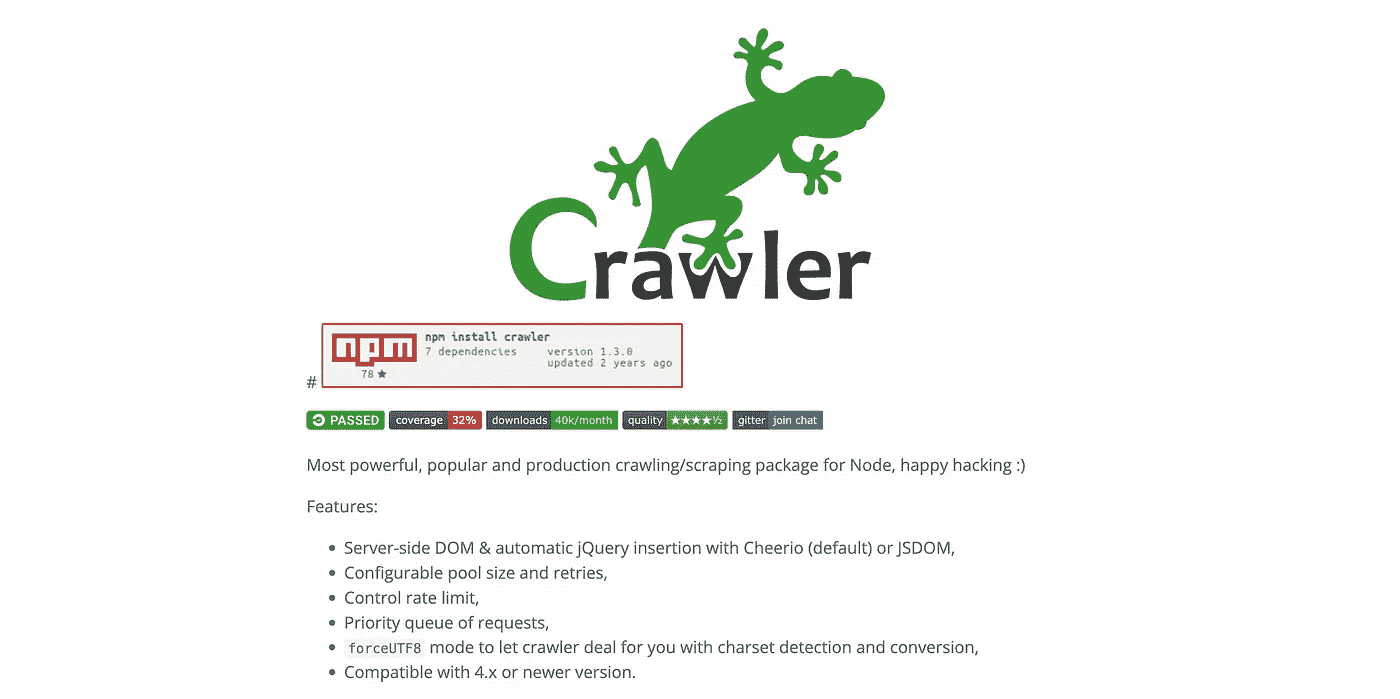 Crawler
npm
npm install crawler
7 dependencies version 1.3.0
updated 2 years ago
78 ★
#
PASSED coverage 32% downloads 40k/month quality ★★★★½ gitter join chat
Most powerful, popular and production crawling/scraping package for Node, happy hacking :)
Features:
• Server-side DOM & automatic jQuery insertion with Cheerio (default) or JSDOM,
• Configurable pool size and retries,
• Control rate limit,
• Priority queue of requests,
• forceUTF8 mode to let crawler deal for you with charset detection and conversion,
• Compatible with 4.x or newer version.